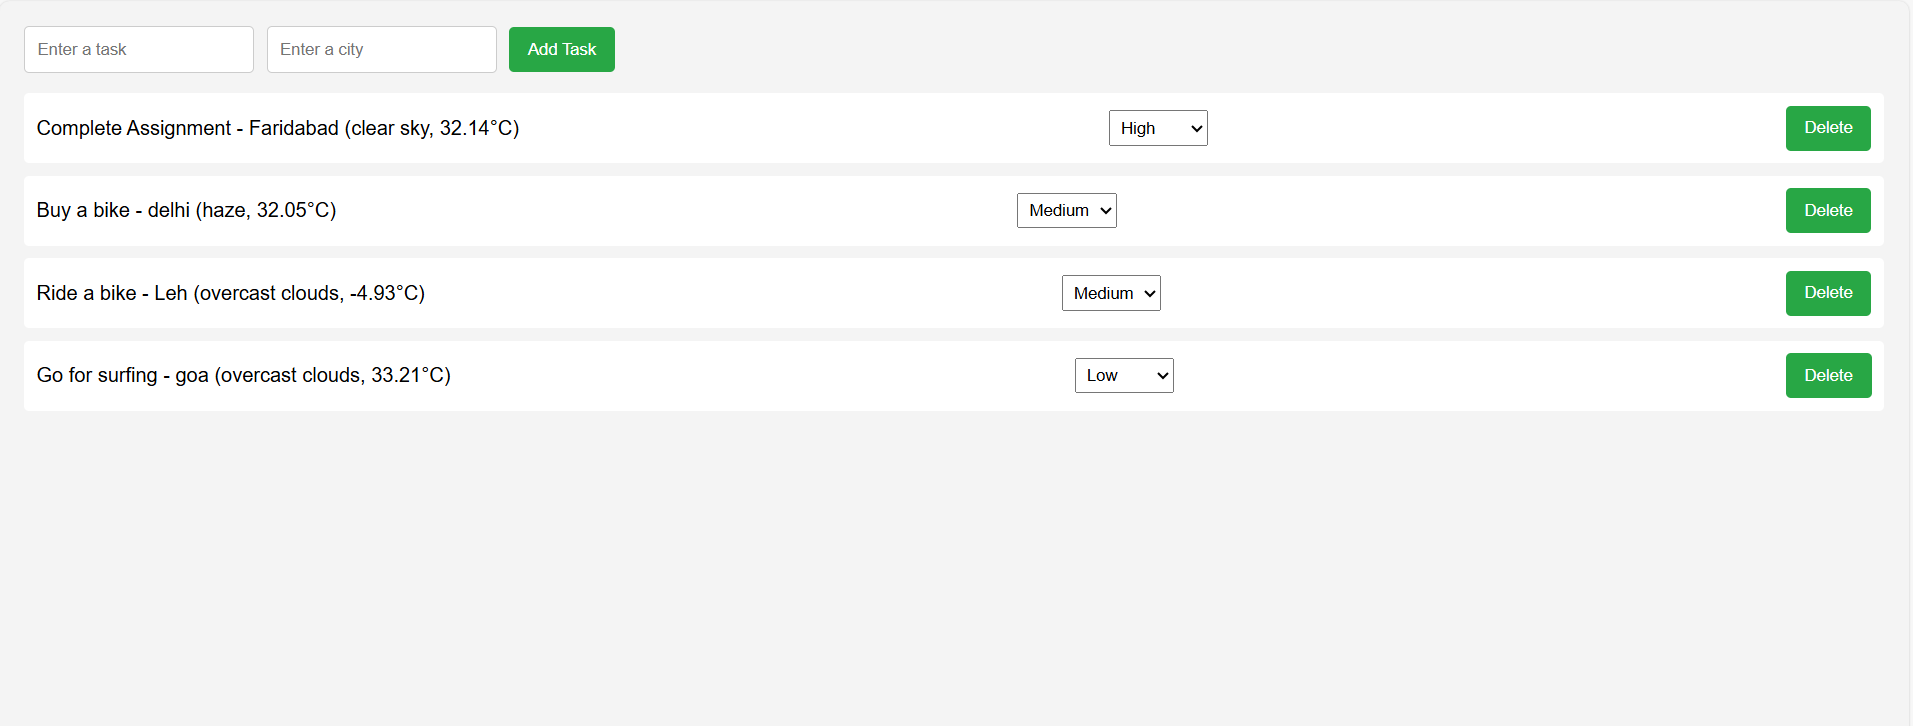 Enter a task Enter a city Add Task
Complete Assignment - Faridabad (clear sky, 32.14°C) High Delete
Buy a bike - delhi (haze, 32.05°C) Medium Delete
Ride a bike - Leh (overcast clouds, -4.93°C) Medium Delete
Go for surfing - goa (overcast clouds, 33.21°C) Low Delete